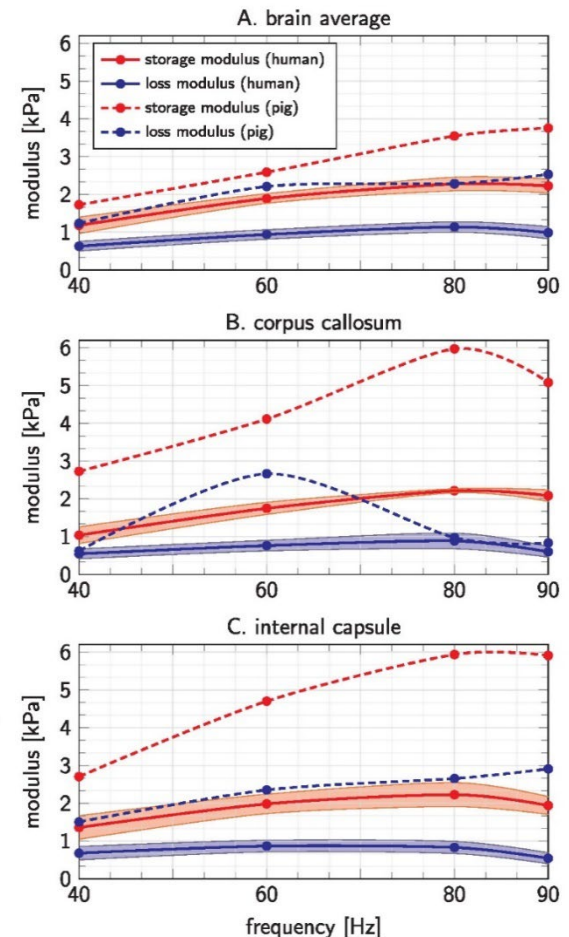 A. brain average
6
5
4
3
2
1
0
modulus [kPa]
storage modulus (human)
loss modulus (human)
storage modulus (pig)
loss modulus (pig)
40 60 80 90
B. corpus callosum
6
5
4
3
2
1
0
modulus [kPa]
40 60 80 90
C. internal capsule
6
5
4
3
2
1
0
modulus [kPa]
40 60 80 90
frequency [Hz]